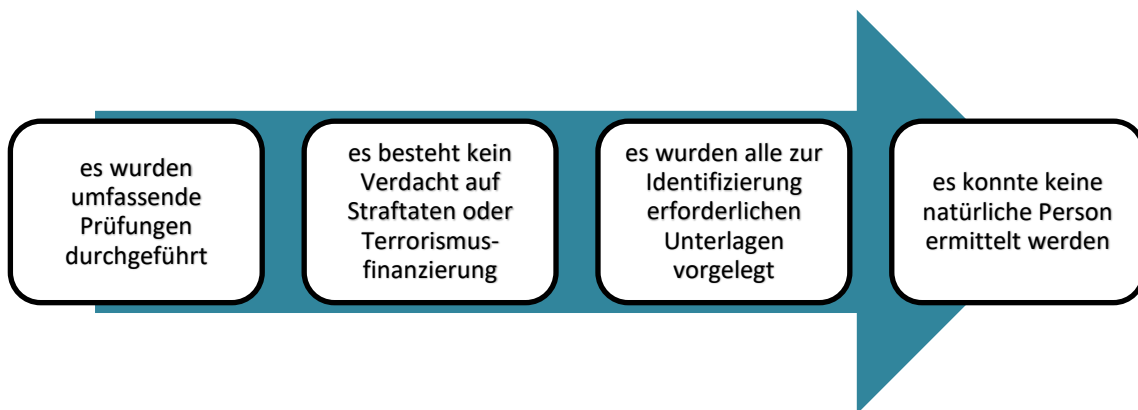 es wurden
umfassende
Prüfungen
durchgeführt
es besteht kein
Verdacht auf
Straftaten oder
Terrorismus-
finanzierung
es wurden alle zur
Identifizierung
erforderlichen
Unterlagen
vorgelegt
es konnte keine
natürliche Person
ermittelt werden